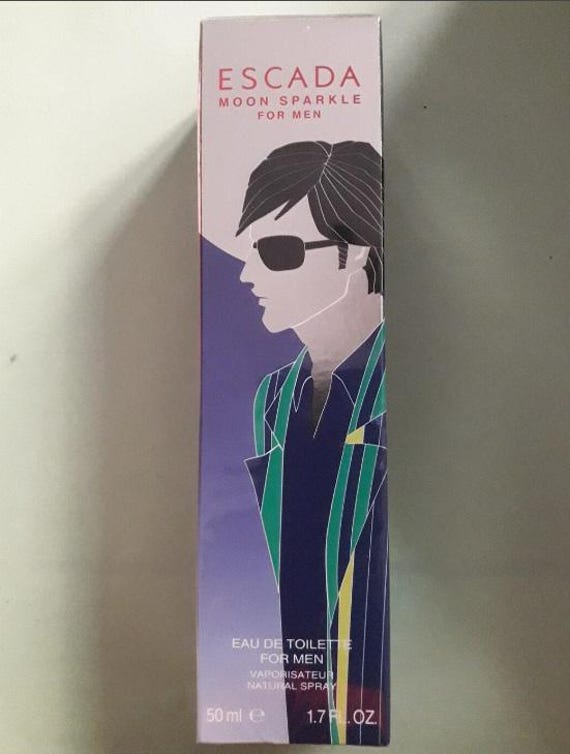 ESCADA
MOON SPARKLE
FOR MEN
EAU DE TOILETTE
FOR MEN
VAPORISATEUR
NATURAL SPRAY
50 ml ℮ 1.7 FL. OZ.